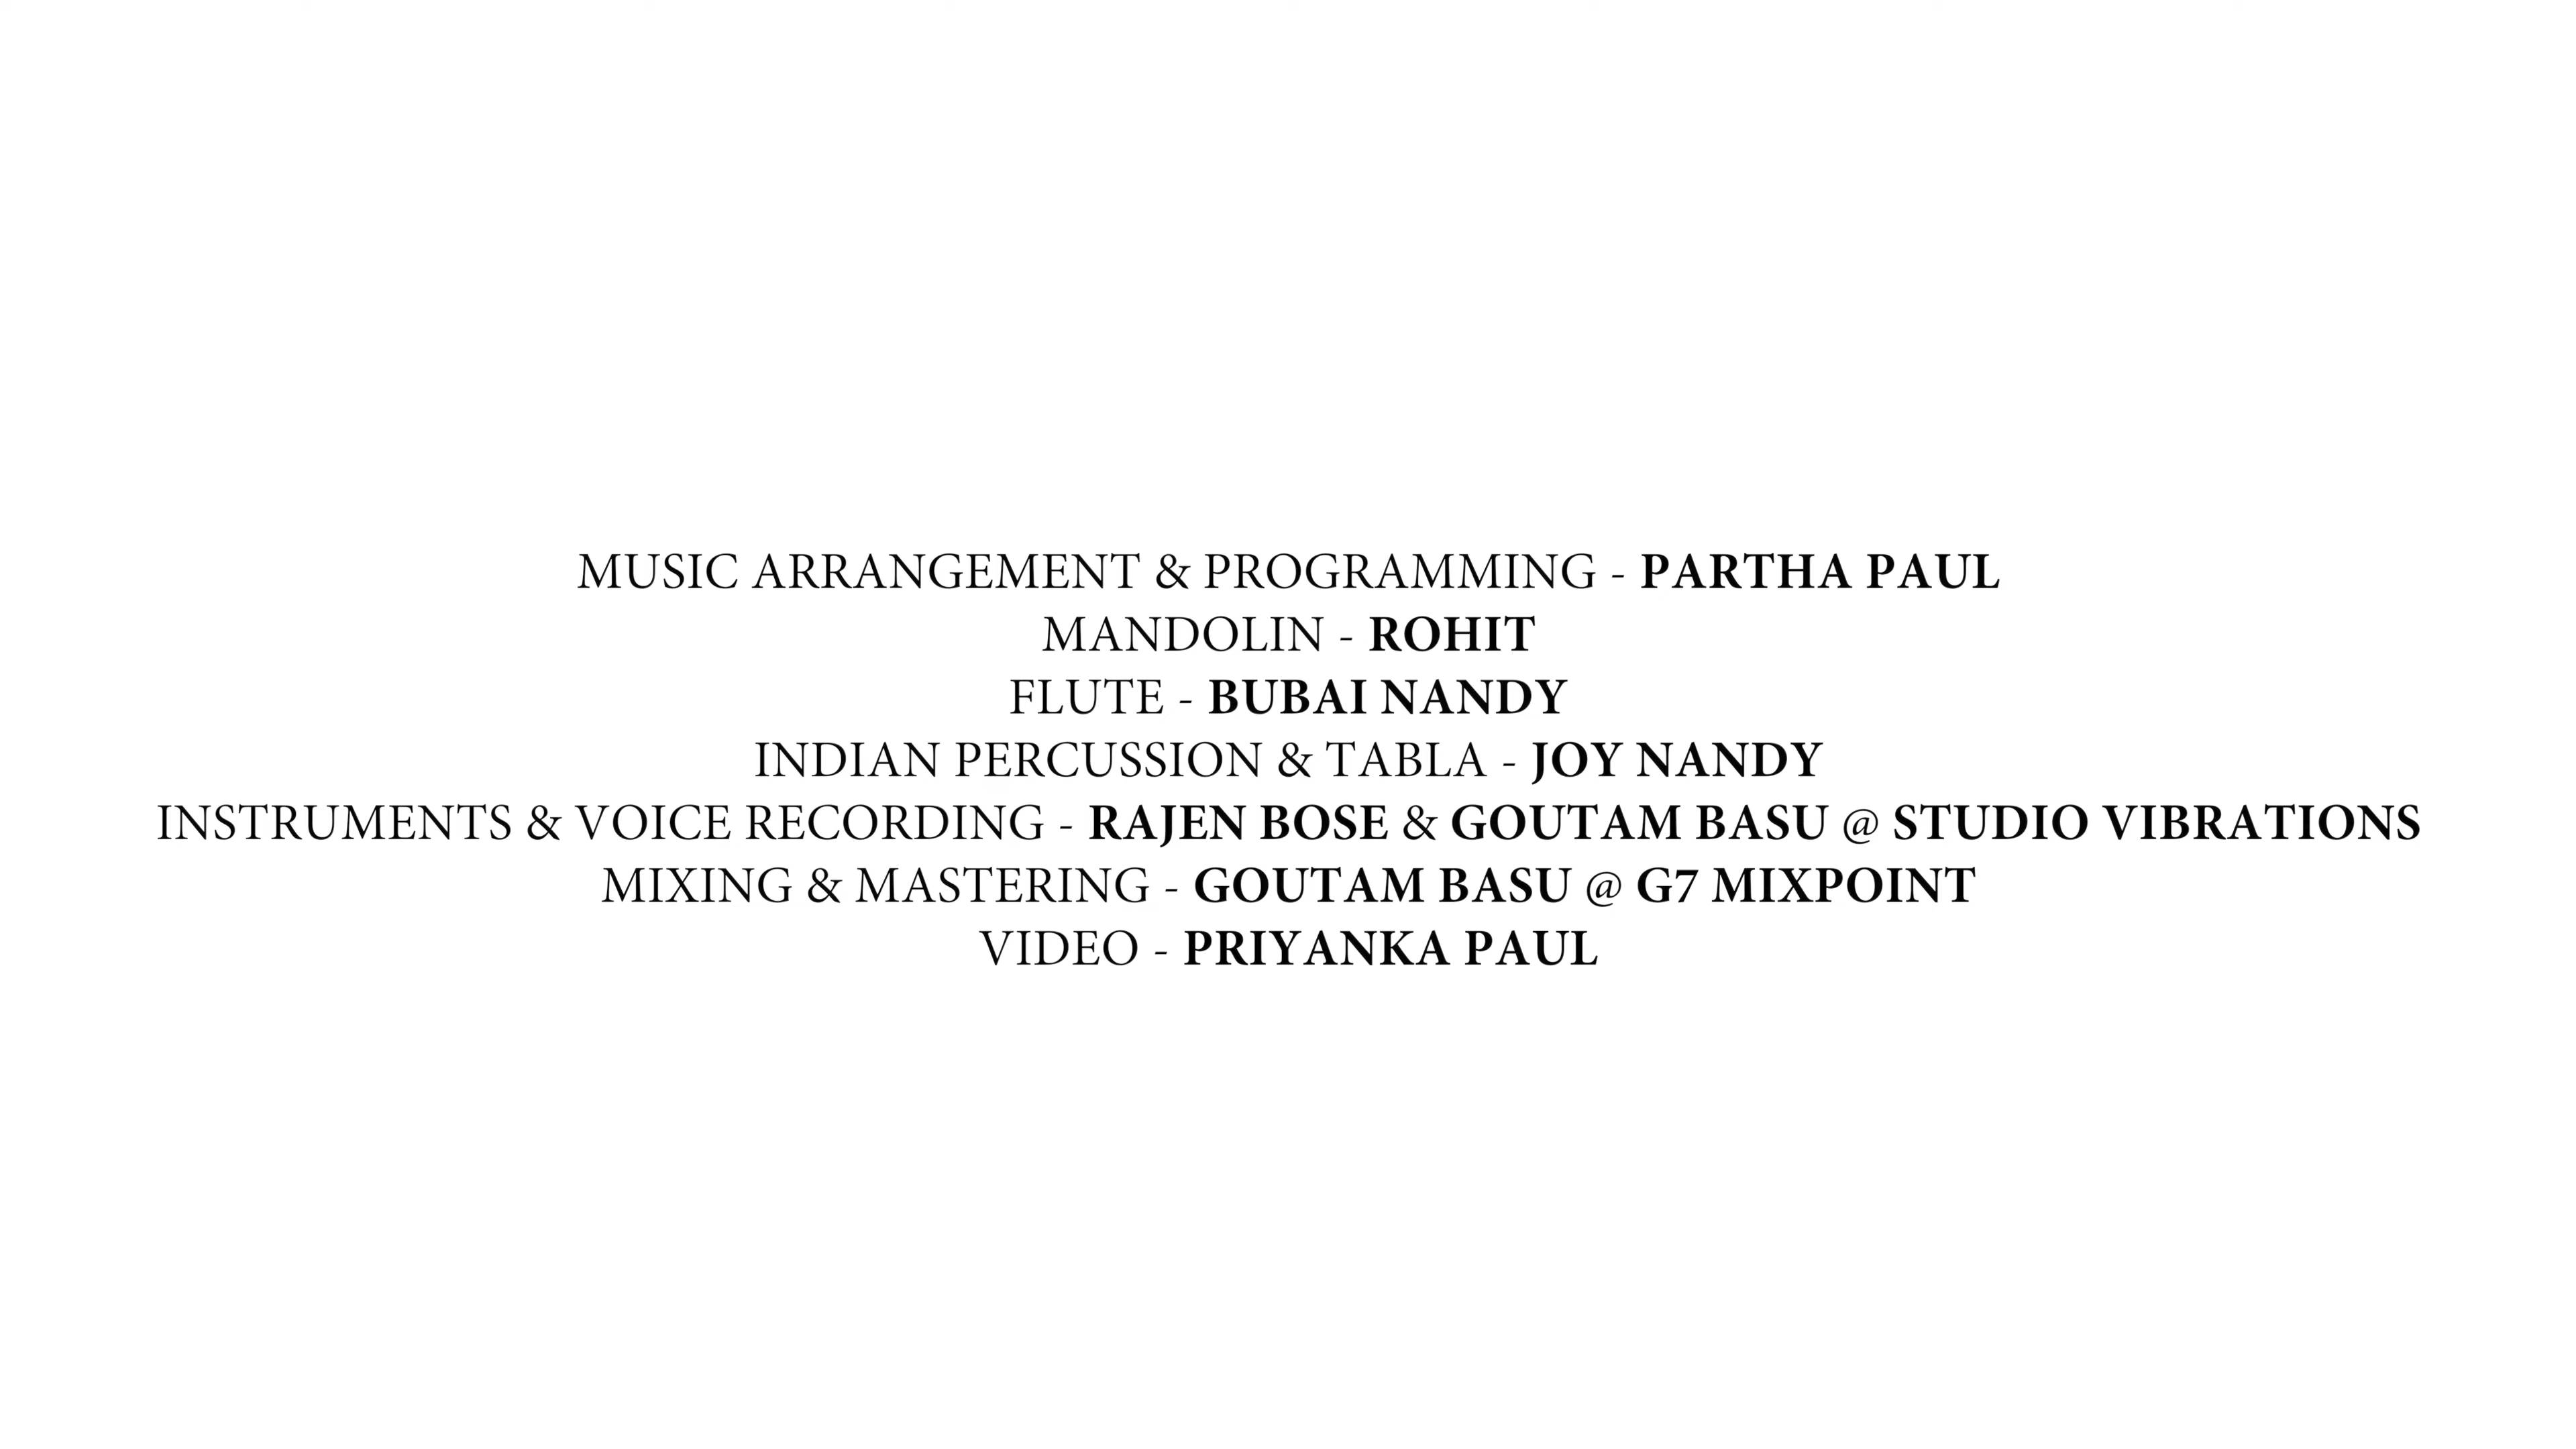 MUSIC ARRANGEMENT & PROGRAMMING - PARTHA PAUL
MANDOLIN - ROHIT
FLUTE - BUBAI NANDY
INDIAN PERCUSSION & TABLA - JOY NANDY
INSTRUMENTS & VOICE RECORDING - RAJEN BOSE & GOUTAM BASU @ STUDIO VIBRATIONS
MIXING & MASTERING - GOUTAM BASU @ G7 MIXPOINT
VIDEO - PRIYANKA PAUL